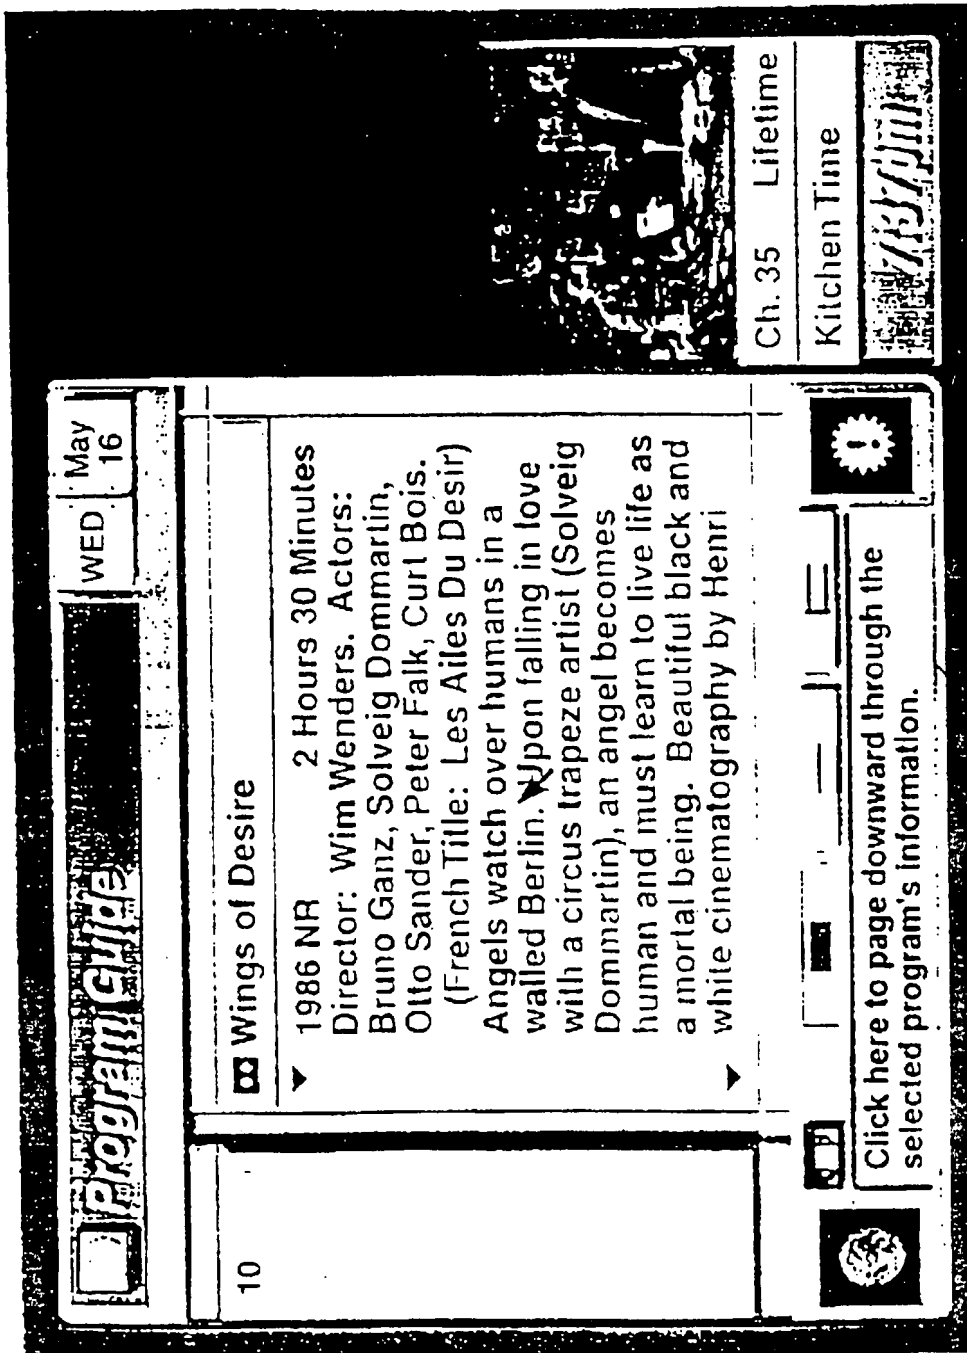 Program Guide
WED May
16
10
Wings of Desire
1986 NR 2 Hours 30 Minutes
Director: Wim Wenders. Actors:
Bruno Ganz, Solveig Dommartin,
Otto Sander, Peter Falk, Curt Bois.
(French Title: Les Ailes Du Desir)
Angels watch over humans in a
walled Berlin. Upon falling in love
with a circus trapeze artist (Solveig
Dommartin), an angel becomes
human and must learn to live life as
a mortal being. Beautiful black and
white cinematography by Henri
Click here to page downward through the
selected program's information.
!
Ch. 35 Lifetime
Kitchen Time